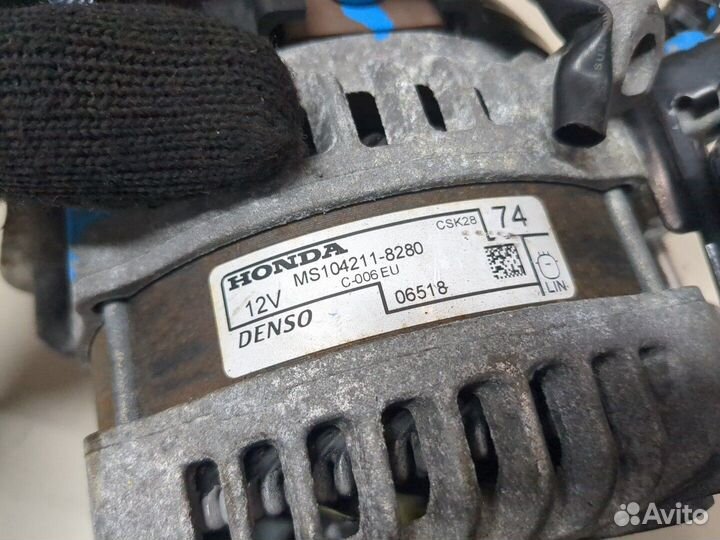 HONDA
CSK28
74
MS104211-8280
C-006 EU
12V
06518
LIN
DENSO
Avito